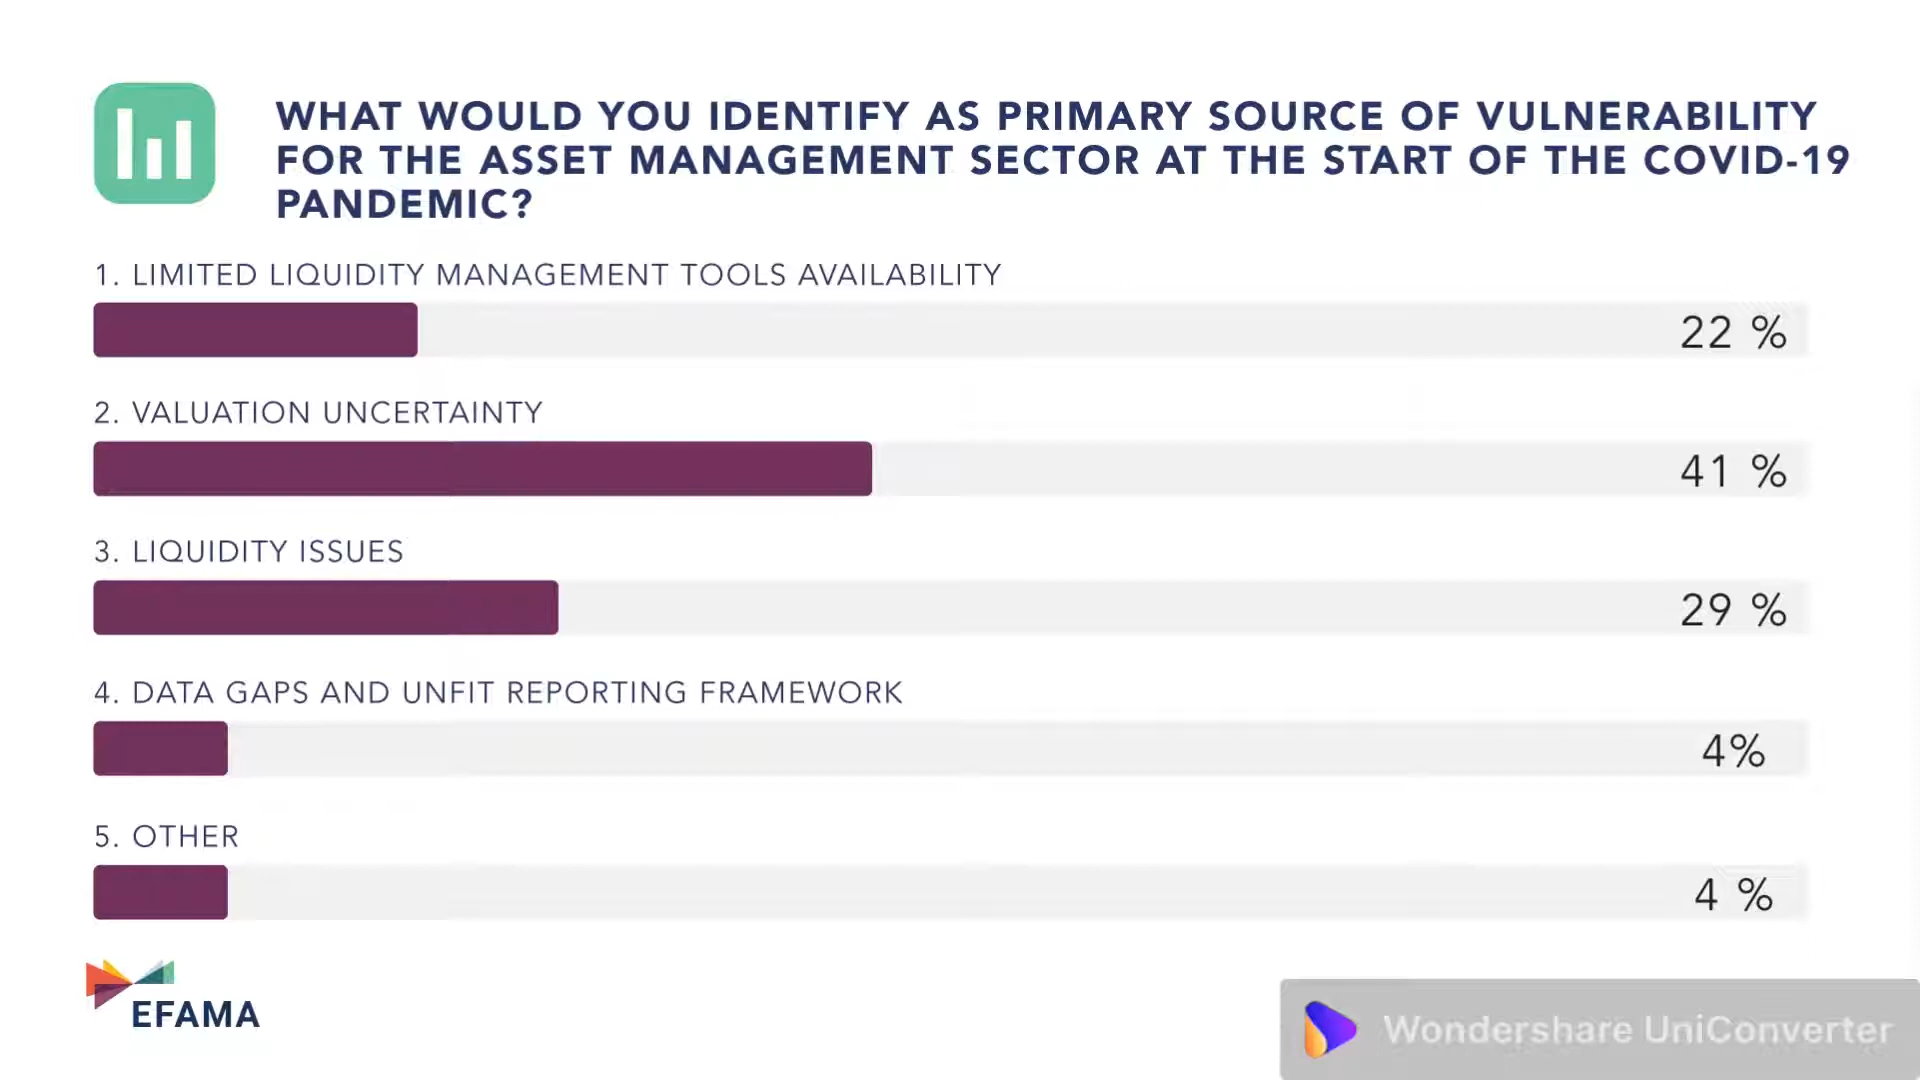 WHAT WOULD YOU IDENTIFY AS PRIMARY SOURCE OF VULNERABILITY
FOR THE ASSET MANAGEMENT SECTOR AT THE START OF THE COVID-19
PANDEMIC?
1. LIMITED LIQUIDITY MANAGEMENT TOOLS AVAILABILITY
22 %
2. VALUATION UNCERTAINTY
41 %
3. LIQUIDITY ISSUES
29 %
4. DATA GAPS AND UNFIT REPORTING FRAMEWORK
4%
5. OTHER
4 %
EFAMA
Wondershare UniConverter